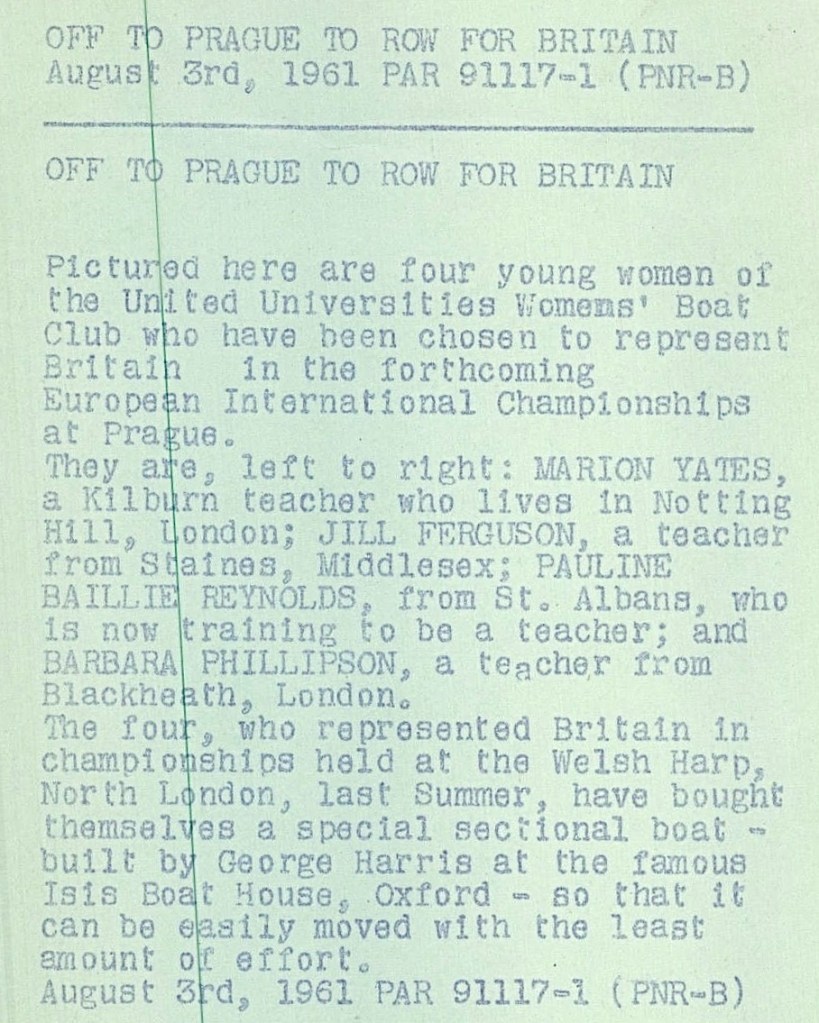 OFF TO PRAGUE TO ROW FOR BRITAIN
August 3rd, 1961 PAR 91117-1 (PNR-B)
OFF TO PRAGUE TO ROW FOR BRITAIN
Pictured here are four young women of
the United Universities Womens' Boat
Club who have been chosen to represent
Britain in the forthcoming
European International Championships
at Prague.
They are, left to right: MARION YATES,
a Kilburn teacher who lives in Notting
Hill, London; JILL FERGUSON, a teacher
from Staines, Middlesex; PAULINE
BAILLIE REYNOLDS, from St. Albans, who
is now training to be a teacher; and
BARBARA PHILLIPSON, a teacher from
Blackheath, London.
The four, who represented Britain in
championships held at the Welsh Harp,
North London, last Summer, have bought
themselves a special sectional boat -
built by George Harris at the famous
Isis Boat House, Oxford - so that it
can be easily moved with the least
amount of effort.
August 3rd, 1961 PAR 91117-1 (PNR-B)